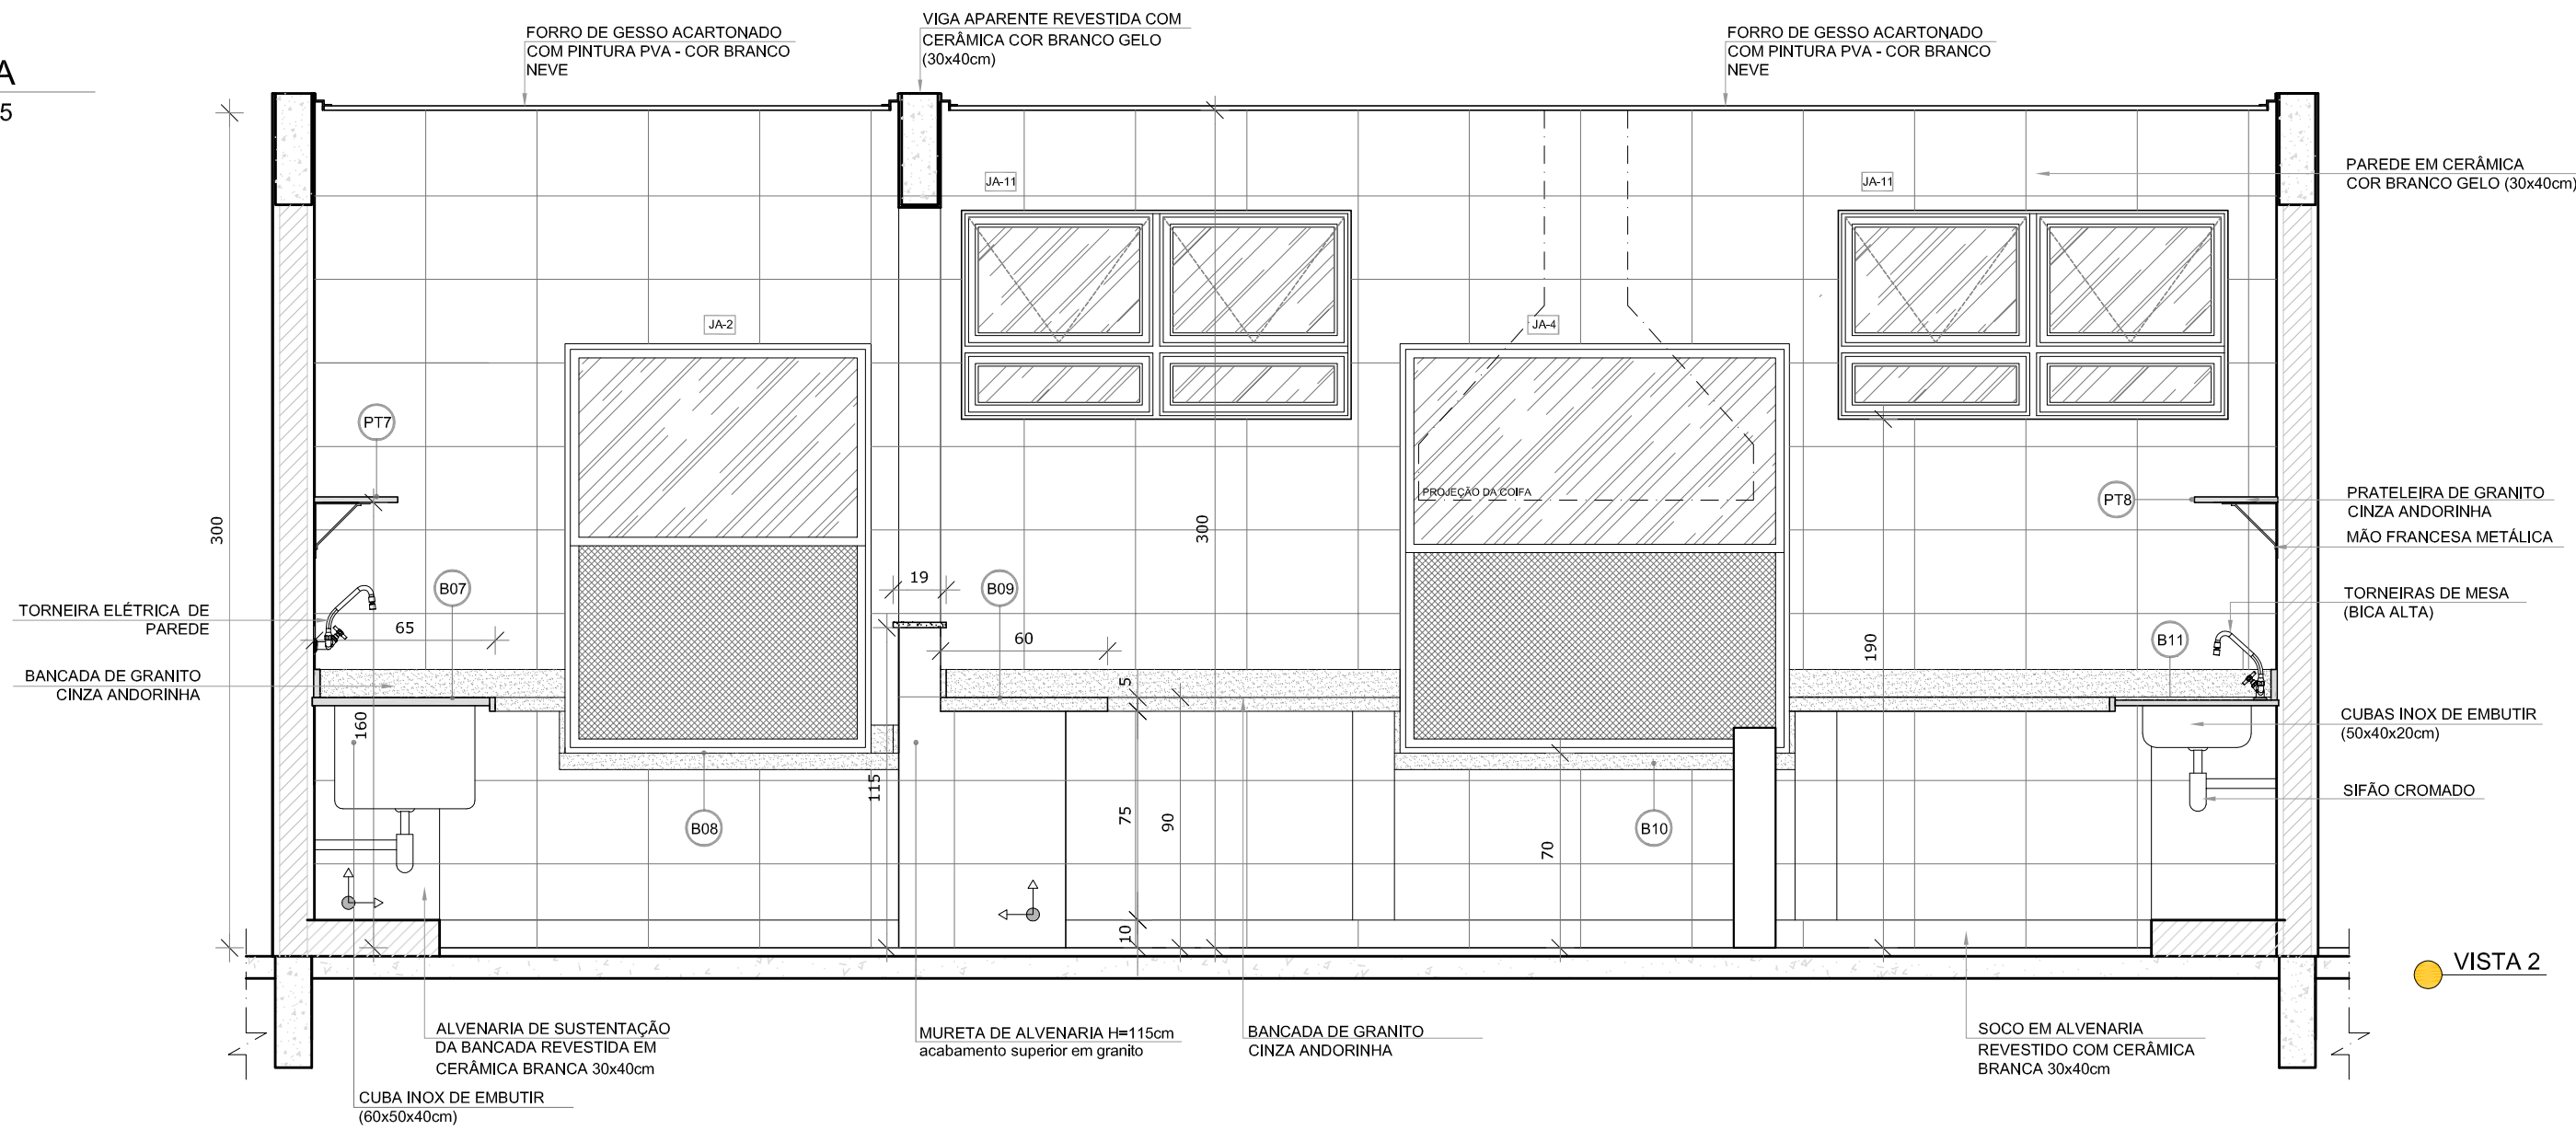 FORRO DE GESSO ACARTONADO
COM PINTURA PVA - COR BRANCO
NEVE
VIGA APARENTE REVESTIDA COM
CERÂMICA COR BRANCO GELO
(30x40cm)
FORRO DE GESSO ACARTONADO
COM PINTURA PVA - COR BRANCO
NEVE
A
5
PAREDE EM CERÂMICA
COR BRANCO GELO (30x40cm)
JA-11
JA-11
JA-2
JA-4
PT7
PROJEÇÃO DA COIFA
PT8
PRATELEIRA DE GRANITO
CINZA ANDORINHA
MÃO FRANCESA METÁLICA
300
300
19
B07
B09
TORNEIRAS DE MESA
(BICA ALTA)
TORNEIRA ELÉTRICA DE
PAREDE
65
60
190
B11
BANCADA DE GRANITO
CINZA ANDORINHA
5
160
CUBAS INOX DE EMBUTIR
(50x40x20cm)
115
SIFÃO CROMADO
75
90
B08
B10
70
10
VISTA 2
ALVENARIA DE SUSTENTAÇÃO
DA BANCADA REVESTIDA EM
CERÂMICA BRANCA 30x40cm
MURETA DE ALVENARIA H=115cm
acabamento superior em granito
BANCADA DE GRANITO
CINZA ANDORINHA
SOCO EM ALVENARIA
REVESTIDO COM CERÂMICA
BRANCA 30x40cm
CUBA INOX DE EMBUTIR
(60x50x40cm)